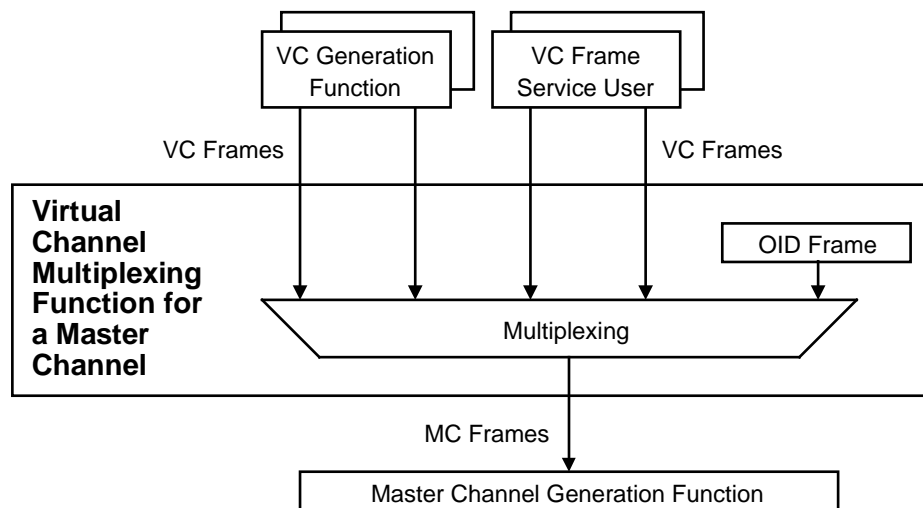 VC Generation
Function
VC Frame
Service User
VC Frames
VC Frames
Virtual
Channel
Multiplexing
Function for
a Master
Channel
OID Frame
Multiplexing
MC Frames
Master Channel Generation Function